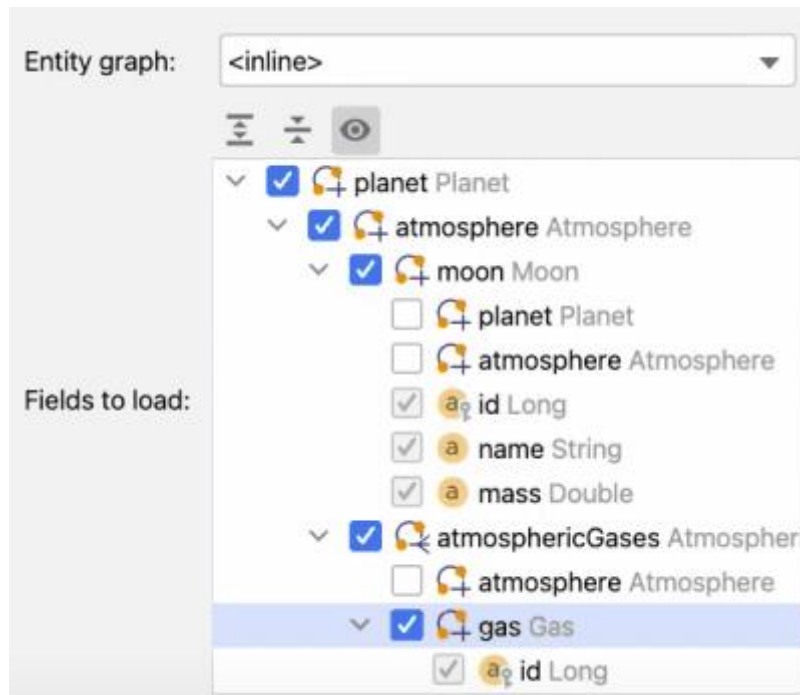 Entity graph: <inline>
planet Planet
atmosphere Atmosphere
moon Moon
planet Planet
atmosphere Atmosphere
Fields to load:
id Long
name String
mass Double
atmosphericGases Atmospher
atmosphere Atmosphere
gas Gas
id Long